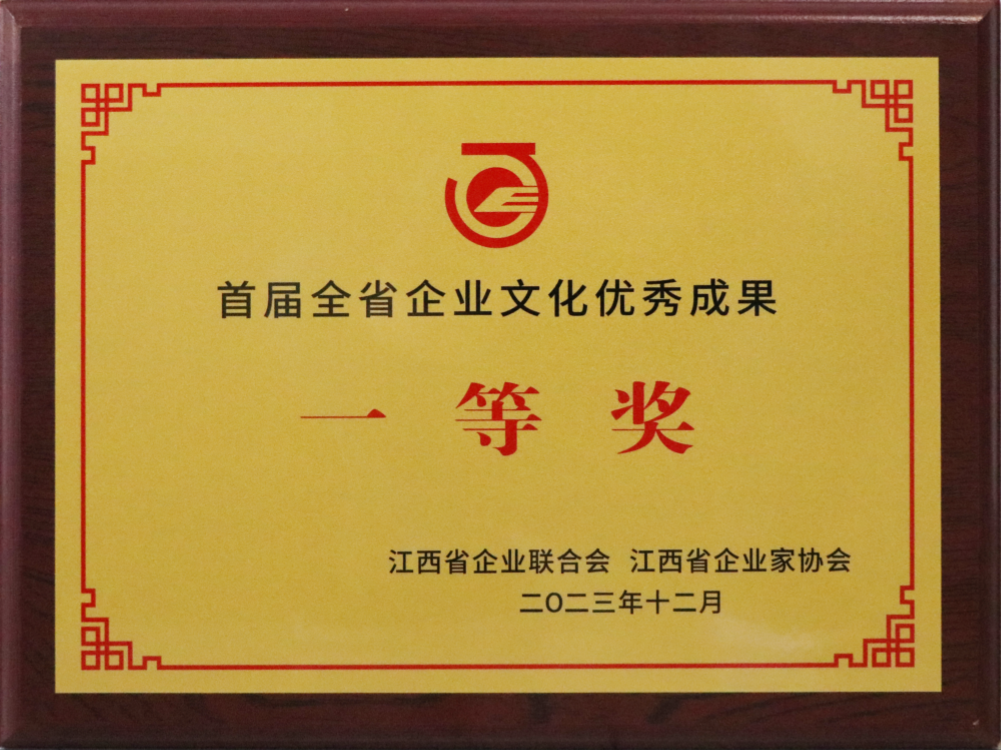 首届全省企业文化优秀成果
一等奖
江西省企业联合会 江西省企业家协会
二〇二三年十二月